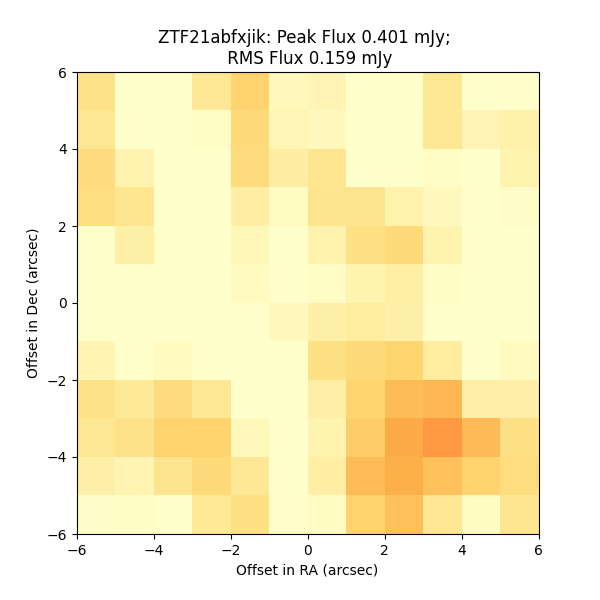 ZTF21abfxjik: Peak Flux 0.401 mJy;
RMS Flux 0.159 mJy
6
4
2
0
−2
−4
−6
Offset in Dec (arcsec)
−6 −4 −2 0 2 4 6
Offset in RA (arcsec)